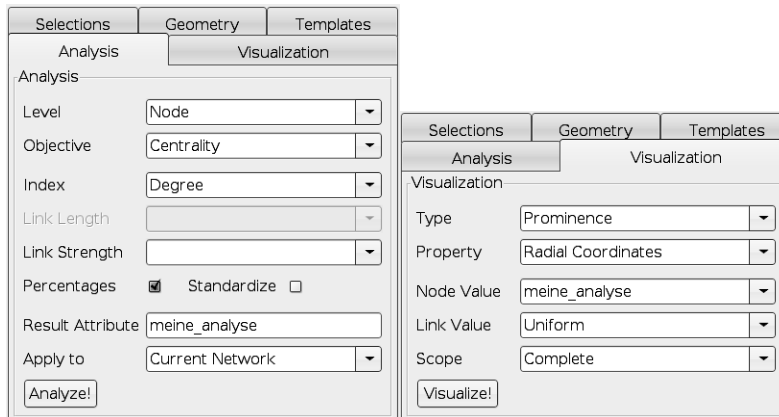 Selections Geometry Templates
Analysis Visualization
Analysis
Level Node
Objective Centrality
Index Degree
Link Length
Link Strength
Percentages Standardize
Result Attribute meine_analyse
Apply to Current Network
Analyze!
Selections Geometry Templates
Analysis Visualization
Visualization
Type Prominence
Property Radial Coordinates
Node Value meine_analyse
Link Value Uniform
Scope Complete
Visualize!